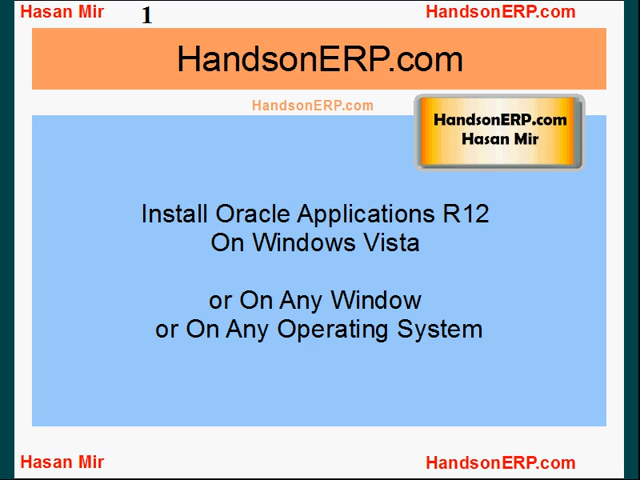 Hasan Mir
1
HandsonERP.com
HandsonERP.com
HandsonERP.com
HandsonERP.com
Hasan Mir
Install Oracle Applications R12
On Windows Vista
or On Any Window
or On Any Operating System
Hasan Mir
HandsonERP.com